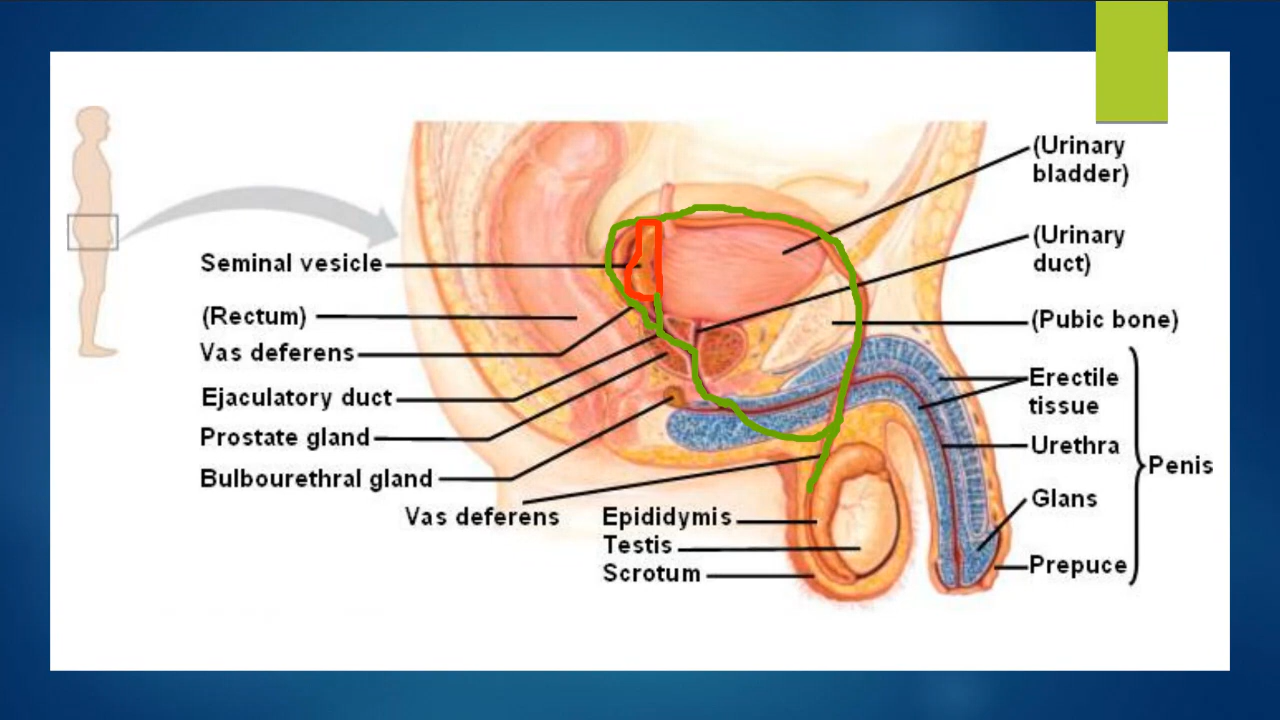 (Urinary
bladder)
(Urinary
duct)
Seminal vesicle
(Rectum)
(Pubic bone)
Vas deferens
Erectile
tissue
Ejaculatory duct
Prostate gland
Urethra
Penis
Bulbourethral gland
Glans
Vas deferens
Epididymis
Testis
Scrotum
Prepuce